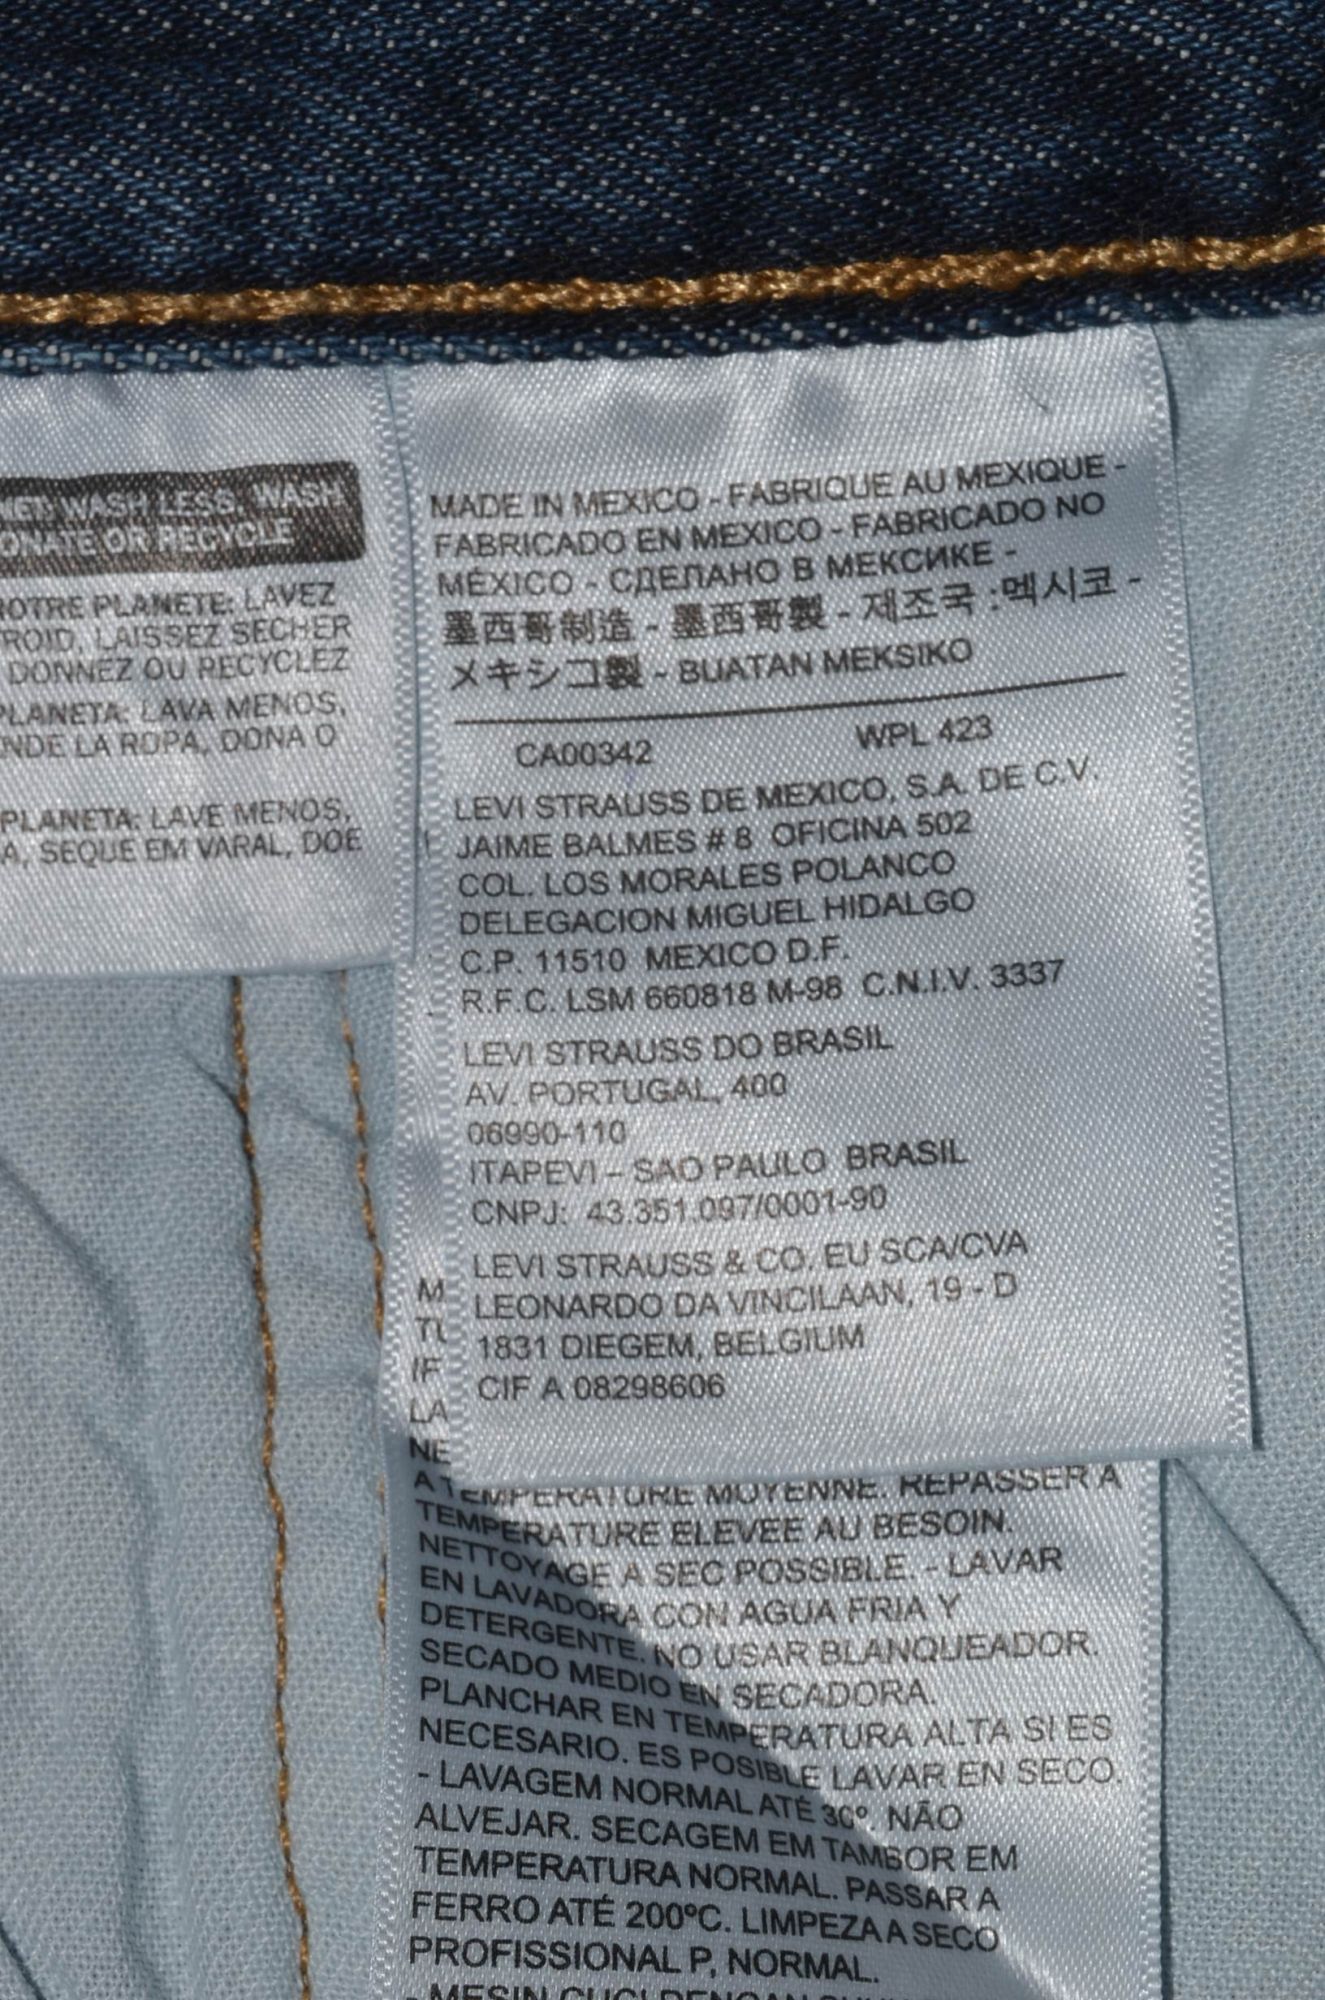 NET: WASH LESS, WASH
ONATE OR RECYCLE
NOTRE PLANETE: LAVEZ
ROID, LAISSEZ SECHER
DONNEZ OU RECYCLEZ
PLANETA: LAVA MENOS,
NDE LA ROPA, DONA O
PLANETA: LAVE MENOS,
A, SEQUE EM VARAL, DOE
MADE IN MEXICO - FABRIQUE AU MEXIQUE -
FABRICADO EN MEXICO - FABRICADO NO
MÉXICO - СДЕЛАНО В МЕКСИКЕ -
墨西哥制造 - 墨西哥製 - 제조국 :멕시코 -
メキシコ製 - BUATAN MEKSIKO
CA00342 WPL 423
LEVI STRAUSS DE MEXICO, S.A. DE C.V.
JAIME BALMES # 8 OFICINA 502
COL. LOS MORALES POLANCO
DELEGACION MIGUEL HIDALGO
C.P. 11510 MEXICO D.F.
R.F.C. LSM 660818 M-98 C.N.I.V. 3337
LEVI STRAUSS DO BRASIL
AV. PORTUGAL, 400
06990-110
ITAPEVI – SAO PAULO BRASIL
CNPJ: 43.351.097/0001-90
LEVI STRAUSS & CO. EU SCA/CVA
LEONARDO DA VINCILAAN, 19 - D
1831 DIEGEM, BELGIUM
CIF A 08298606
M
TU
IF
LA
NE
A TEMPERATURE MOYENNE. REPASSER A
TEMPERATURE ELEVEE AU BESOIN.
NETTOYAGE A SEC POSSIBLE. - LAVAR
EN LAVADORA CON AGUA FRIA Y
DETERGENTE. NO USAR BLANQUEADOR.
SECADO MEDIO EN SECADORA.
PLANCHAR EN TEMPERATURA ALTA SI ES
NECESARIO. ES POSIBLE LAVAR EN SECO.
- LAVAGEM NORMAL ATÉ 30º. NÃO
ALVEJAR. SECAGEM EM TAMBOR EM
TEMPERATURA NORMAL. PASSAR A
FERRO ATÉ 200ºC. LIMPEZA A SECO
PROFISSIONAL P, NORMAL.
- MESIN CUCI DENGAN